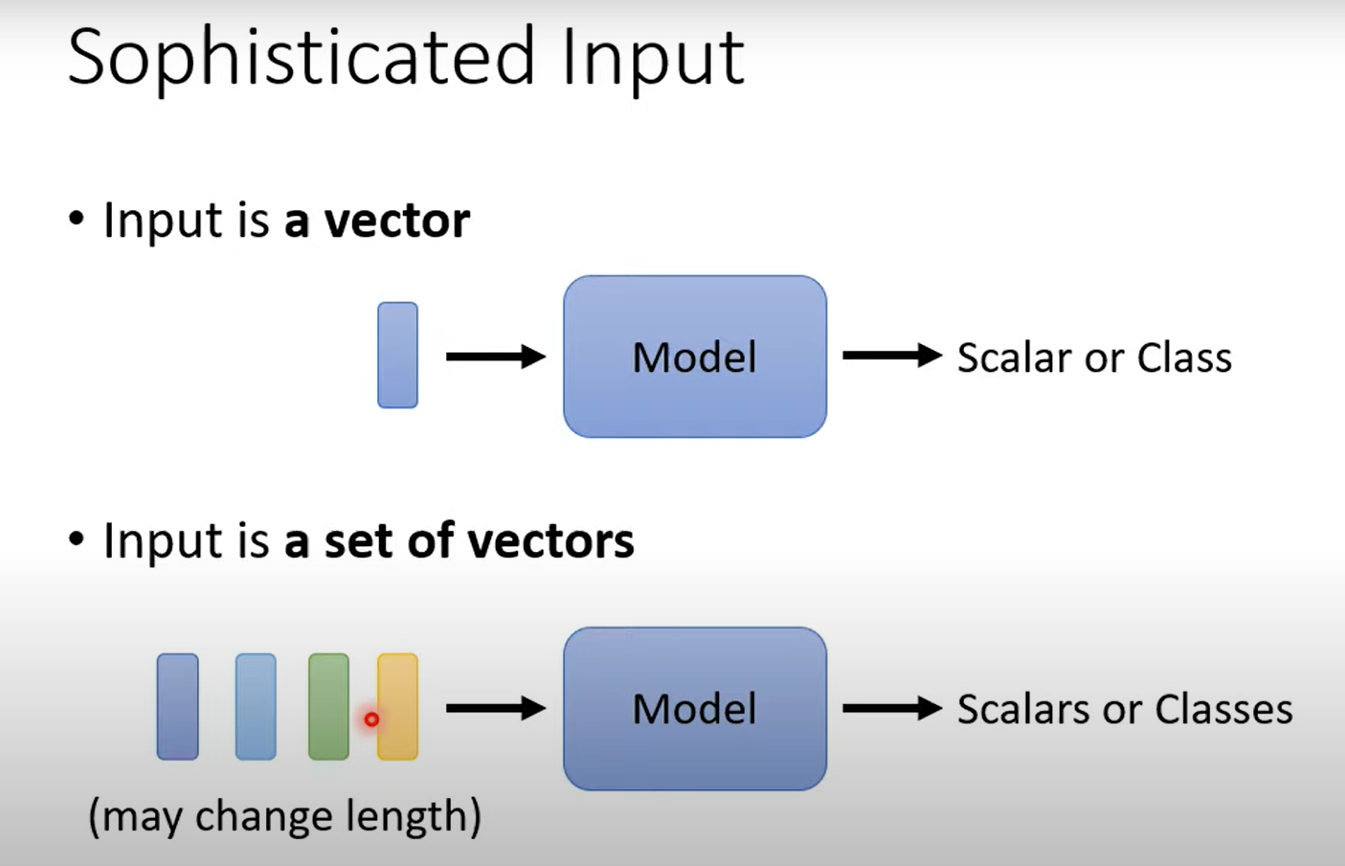 Sophisticated Input
• Input is a vector
Model
Scalar or Class
• Input is a set of vectors
Model
Scalars or Classes
(may change length)